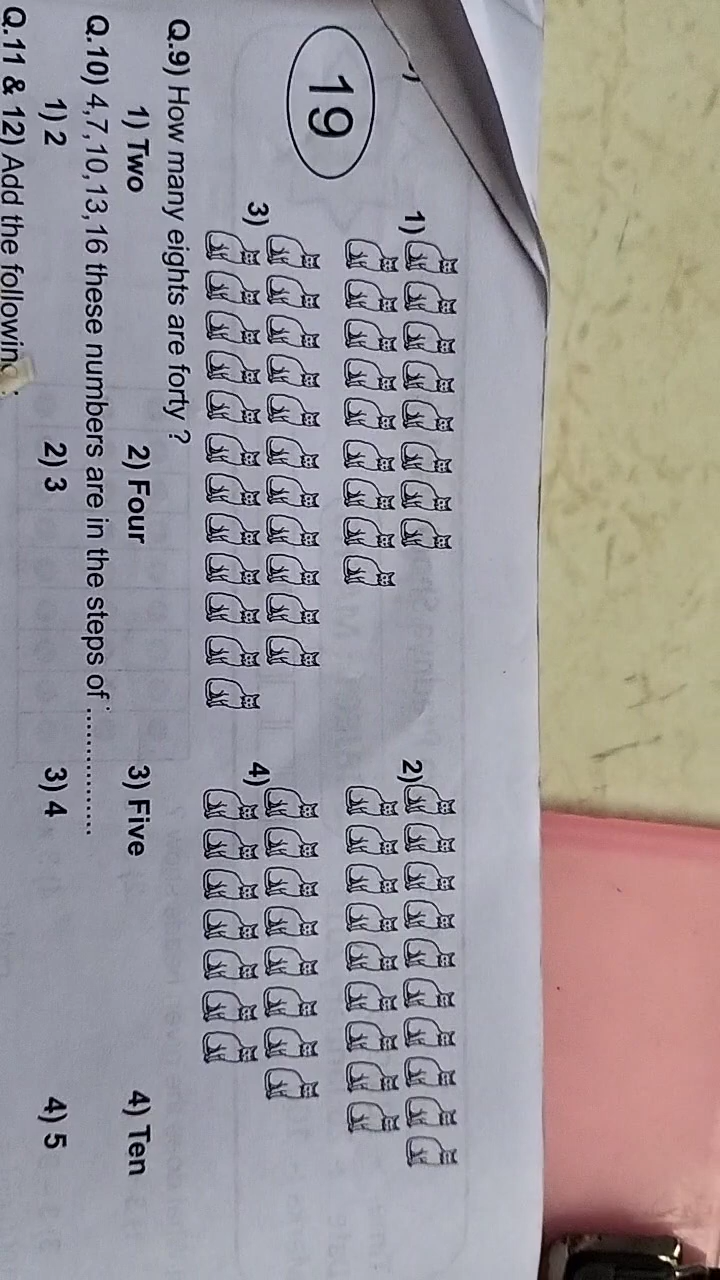 19
1) 2)
3) 4)
Q.9) How many eights are forty ?
1) Two 2) Four 3) Five 4) Ten
Q.10) 4,7,10,13,16 these numbers are in the steps of ................
1) 2 2) 3 3) 4 4) 5
Q.11 & 12) Add the following :